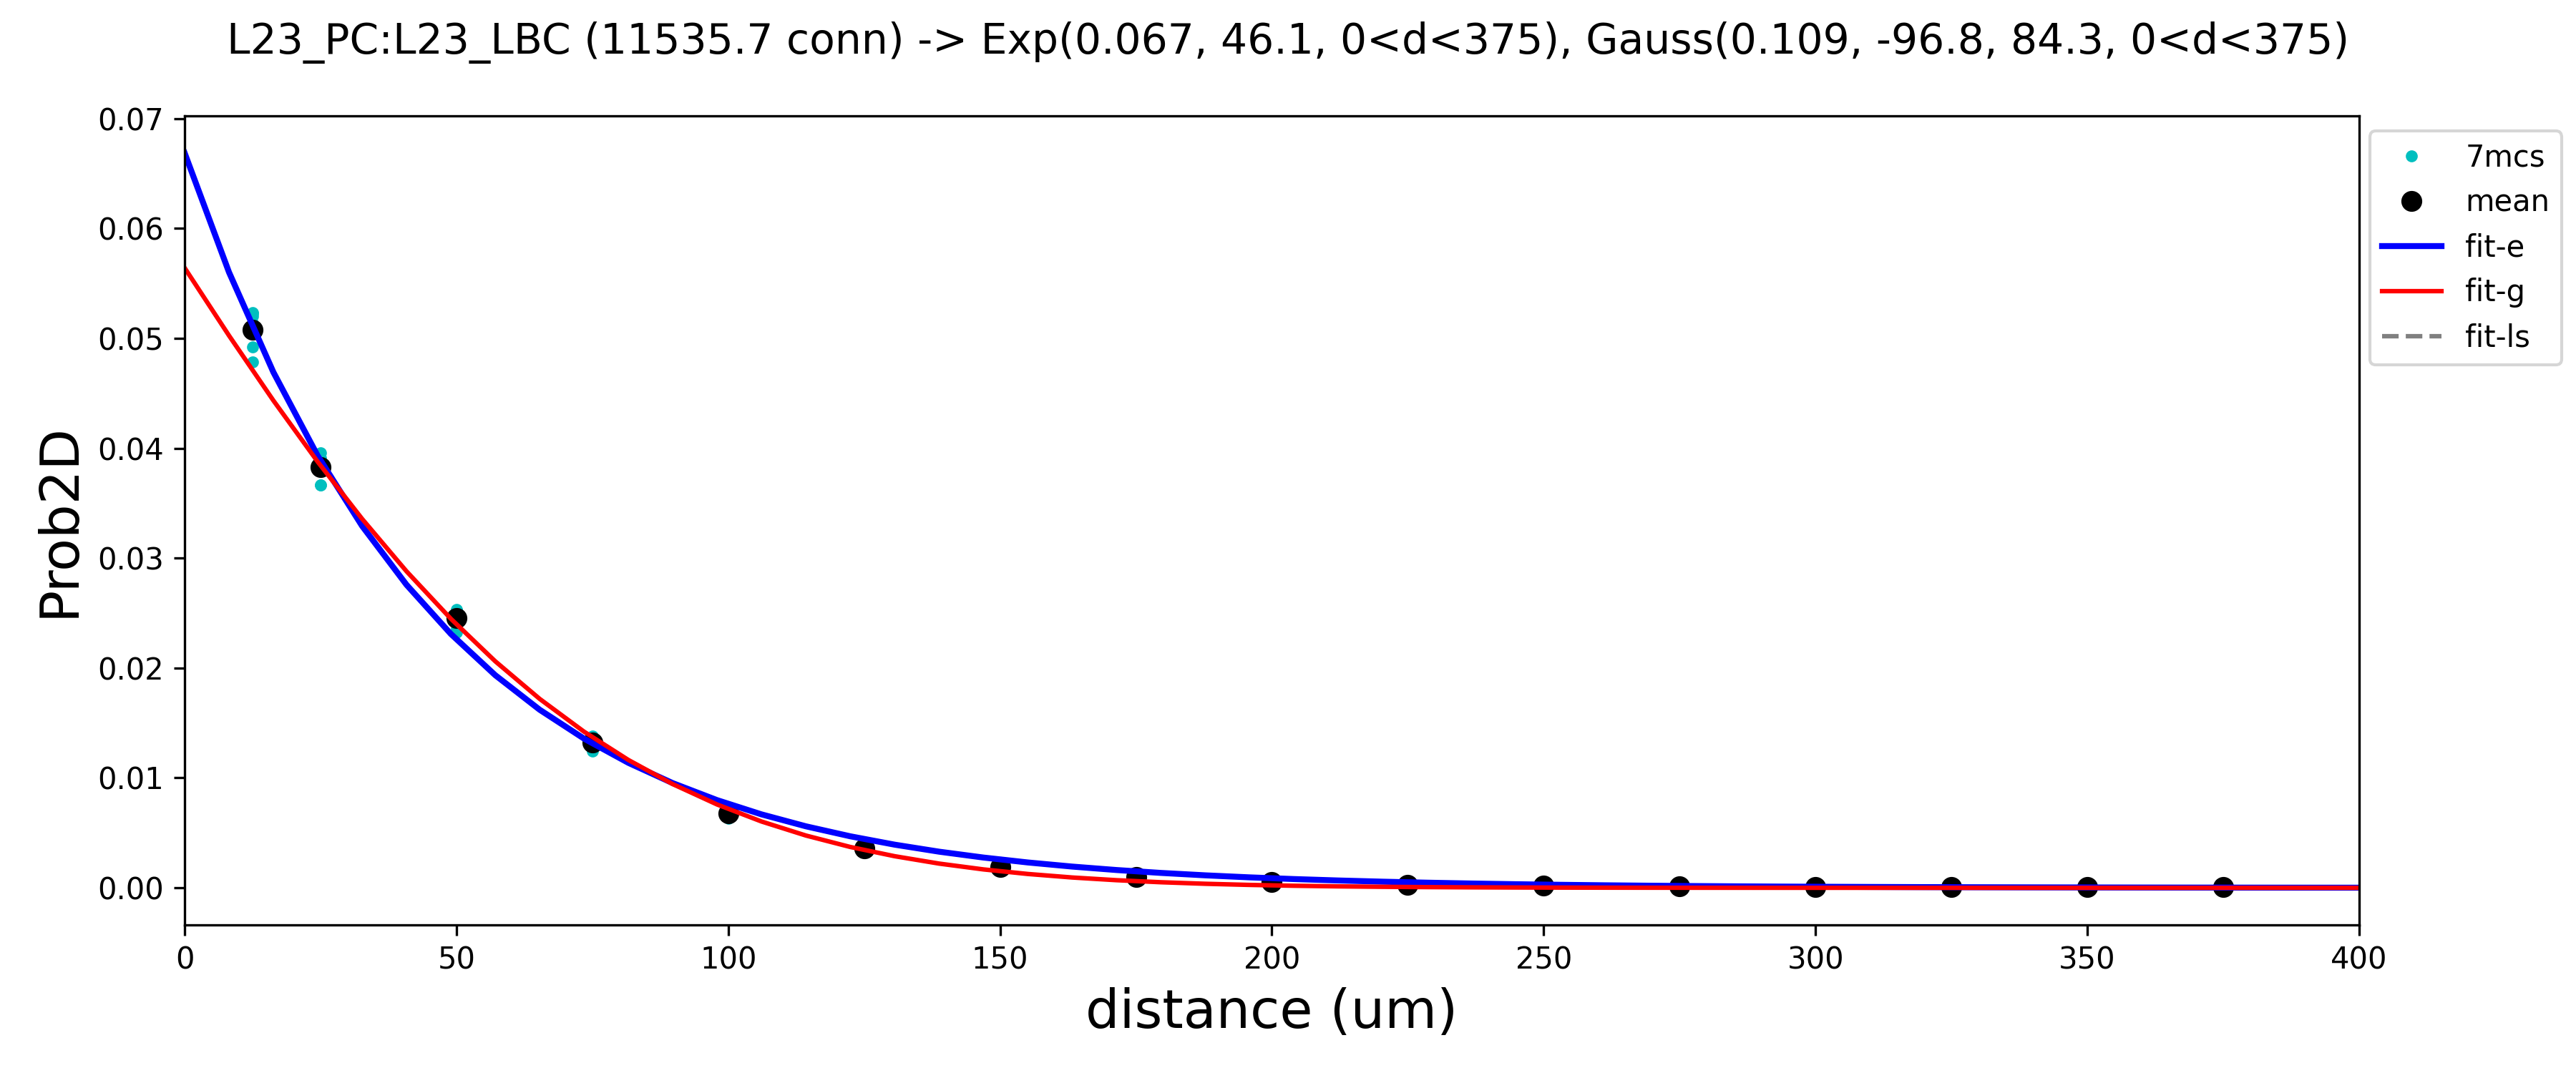 L23_PC:L23_LBC (11535.7 conn) -> Exp(0.067, 46.1, 0<d<375), Gauss(0.109, -96.8, 84.3, 0<d<375)
0.07
0.06
0.05
0.04
0.03
0.02
0.01
0.00
Prob2D
0 50 100 150 200 250 300 350 400
distance (um)
7mcs
mean
fit-e
fit-g
fit-ls